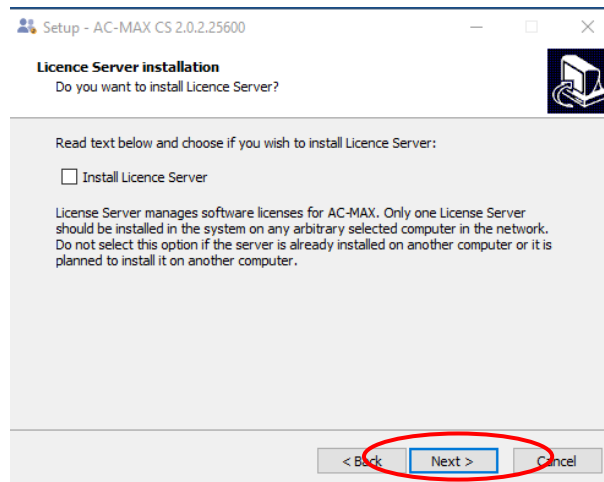 Setup - AC-MAX CS 2.0.2.25600
Licence Server installation
Do you want to install Licence Server?
Read text below and choose if you wish to install Licence Server:
Install Licence Server
License Server manages software licenses for AC-MAX. Only one License Server
should be installed in the system on any arbitrary selected computer in the network.
Do not select this option if the server is already installed on another computer or it is
planned to install it on another computer.
< Back Next > Cancel